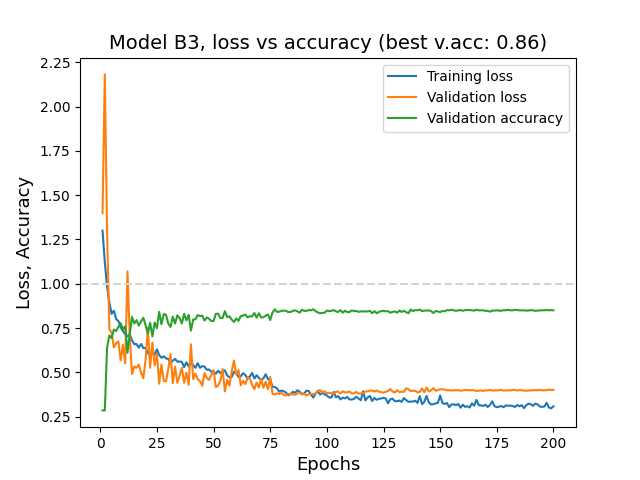 Model B3, loss vs accuracy (best v.acc: 0.86)
Training loss
Validation loss
Validation accuracy
Loss, Accuracy
2.25
2.00
1.75
1.50
1.25
1.00
0.75
0.50
0.25
0 25 50 75 100 125 150 175 200
Epochs